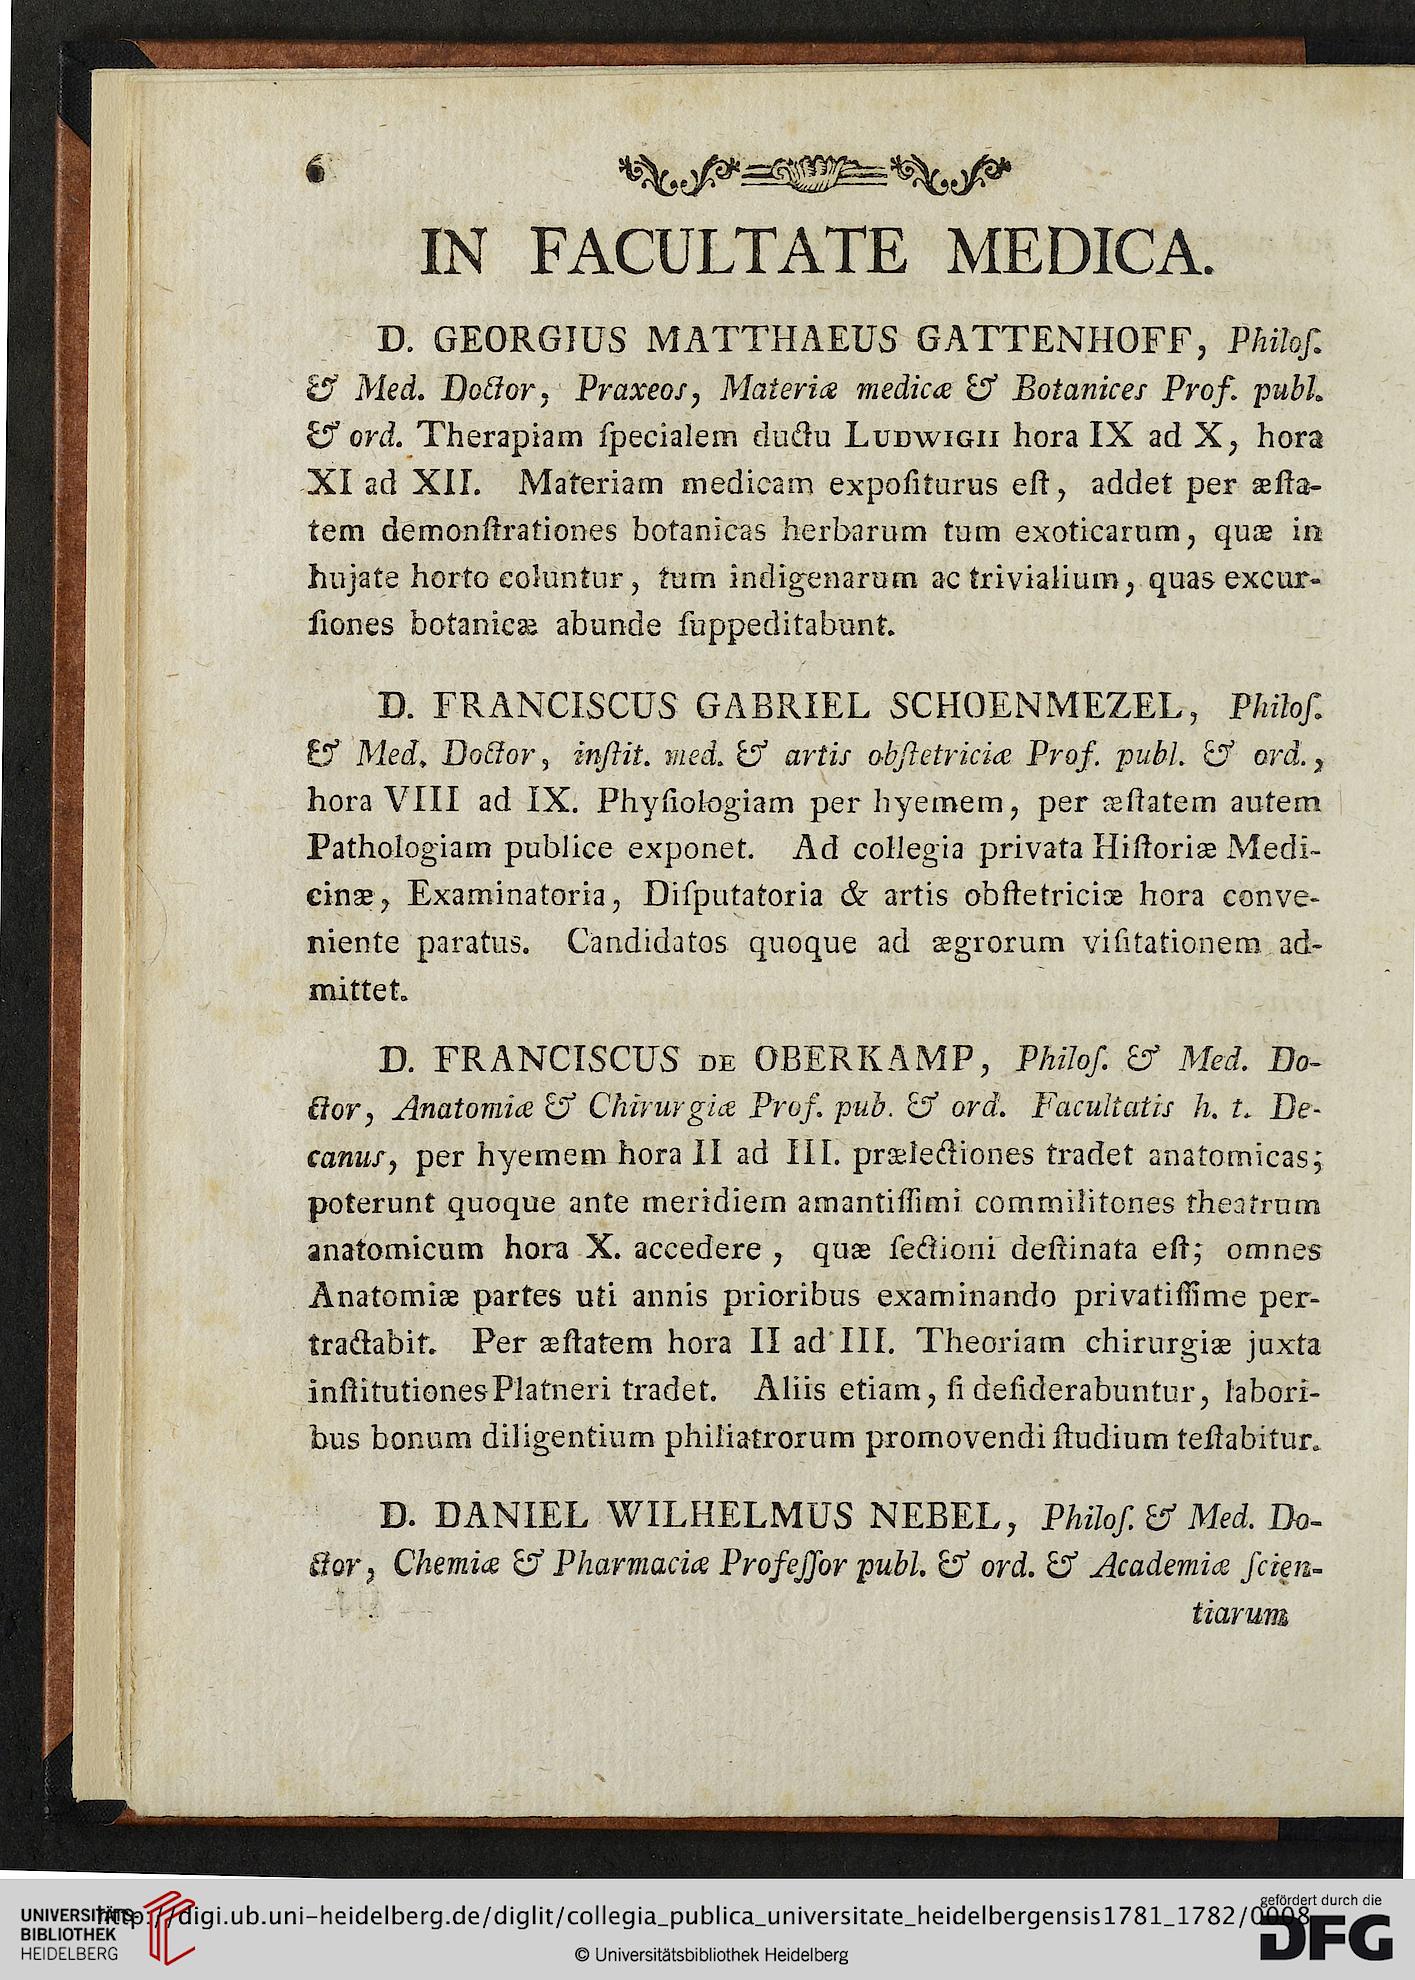 6
IN FACULTATE MEDICA.
D. GEORGIUS MATTHAEUS GATTENHOFF, Philoſ.
& Med. Doctor, Praxeos, Materiæ medicæ & Botanices Prof. publ.
& ord. Therapiam ſpecialem ductu Ludwigii hora IX ad X, hora
XI ad XII. Materiam medicam expoſiturus eſt, addet per æſta-
tem demonſtrationes botanicas herbarum tum exoticarum, quæ in
hujate horto coluntur, tum indigenarum ac trivialium, quas excur-
ſiones botanicæ abunde ſuppeditabunt.
D. FRANCISCUS GABRIEL SCHOENMEZEL, Philoſ.
& Med. Doctor, inſtit. med. & artis obſtetriciæ Prof. publ. & ord.,
hora VIII ad IX. Phyſiologiam per hyemem, per æſtatem autem
Pathologiam publice exponet. Ad collegia privata Hiſtoriæ Medi-
cinæ, Examinatoria, Diſputatoria & artis obſtetriciæ hora conve-
niente paratus. Candidatos quoque ad ægrorum viſitationem ad-
mittet.
D. FRANCISCUS DE OBERKAMP, Philoſ. & Med. Do-
ctor, Anatomiæ & Chirurgiæ Prof. pub. & ord. Facultatis h. t. De-
canus, per hyemem hora II ad III. prælectiones tradet anatomicas;
poterunt quoque ante meridiem amantiſſimi commilitones theatrum
anatomicum hora X. accedere, quæ ſectioni deſtinata eſt; omnes
Anatomiæ partes uti annis prioribus examinando privatiſſime per-
tractabit. Per æſtatem hora II ad III. Theoriam chirurgiæ juxta
inſtitutiones Platneri tradet. Aliis etiam, ſi deſiderabuntur, labori-
bus bonum diligentium philiatrorum promovendi ſtudium teſtabitur.
D. DANIEL WILHELMUS NEBEL, Philoſ. & Med. Do-
ctor, Chemiæ & Pharmaciæ Profeſſor publ. & ord. & Academiæ ſcien-
tiarum
UNIVERSITÄTS-
BIBLIOTHEK
HEIDELBERG
http://digi.ub.uni-heidelberg.de/diglit/collegia_publica_universitate_heidelbergensis1781_1782/0008
© Universitätsbibliothek Heidelberg
gefördert durch die
DFG